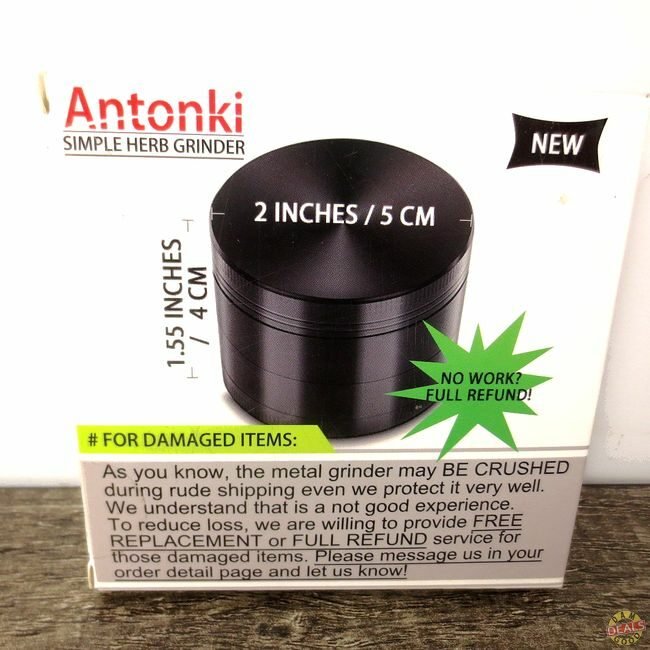 Antonki
SIMPLE HERB GRINDER
NEW
2 INCHES / 5 CM
1.55 INCHES
/ 4 CM
NO WORK?
FULL REFUND!
# FOR DAMAGED ITEMS:
As you know, the metal grinder may BE CRUSHED
during rude shipping even we protect it very well.
We understand that is a not good experience.
To reduce loss, we are willing to provide FREE
REPLACEMENT or FULL REFUND service for
those damaged items. Please message us in your
order detail page and let us know!
DAM
DEALS
GOOD